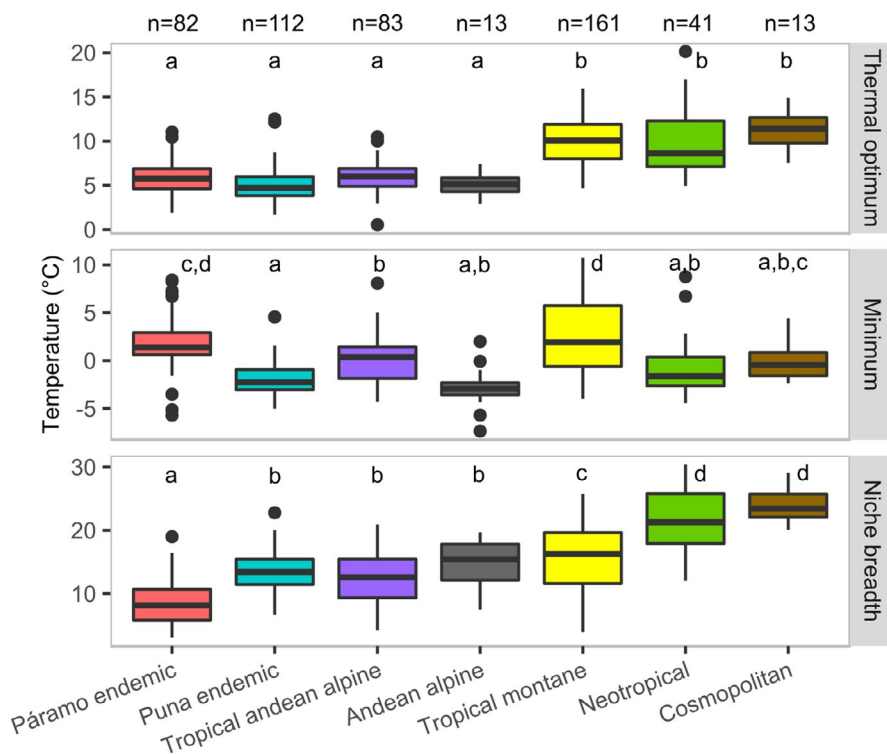 n=82 n=112 n=83 n=13 n=161 n=41 n=13
20
15
10
5
0
a a a a b b b
Thermal optimum
10
5
0
-5
c,d a b a,b d a,b a,b,c
Minimum
Temperature (°C)
30
20
10
a b b b c d d
Niche breadth
Páramo endemic
Puna endemic
Tropical andean alpine
Andean alpine
Tropical montane
Neotropical
Cosmopolitan